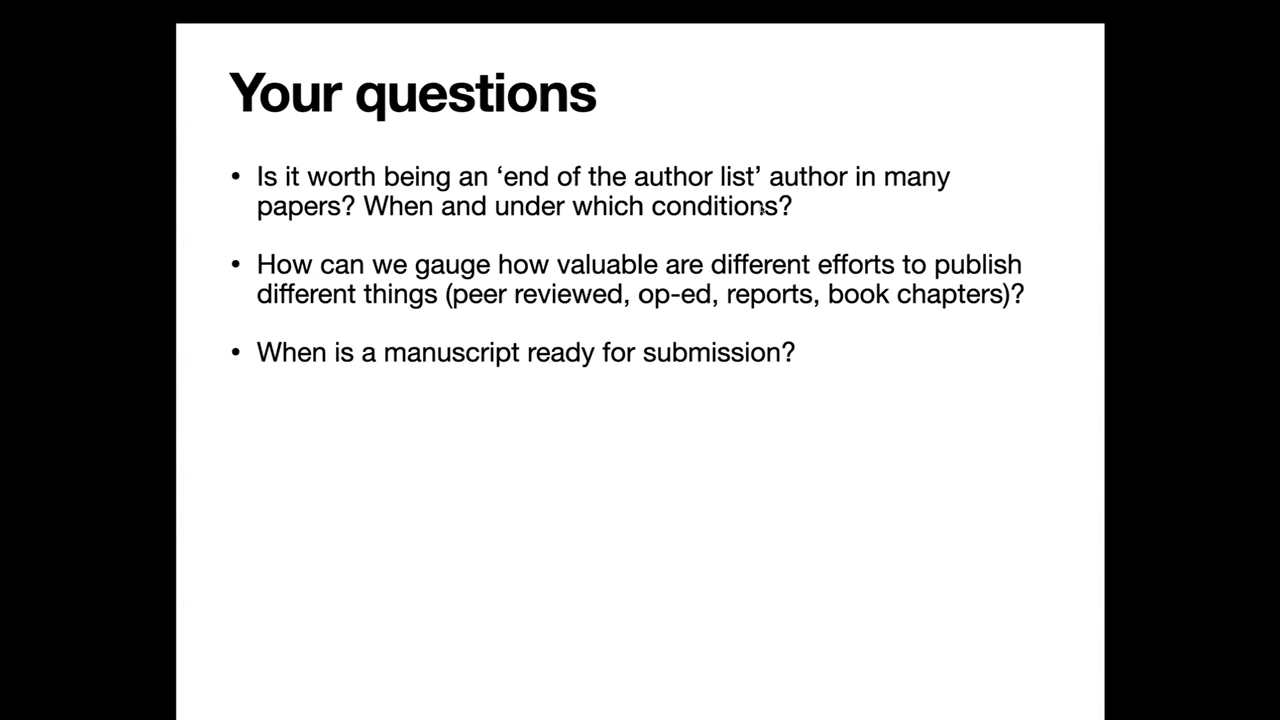 Your questions
• Is it worth being an ‘end of the author list’ author in many
papers? When and under which conditions?
• How can we gauge how valuable are different efforts to publish
different things (peer reviewed, op-ed, reports, book chapters)?
• When is a manuscript ready for submission?